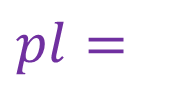 pl =